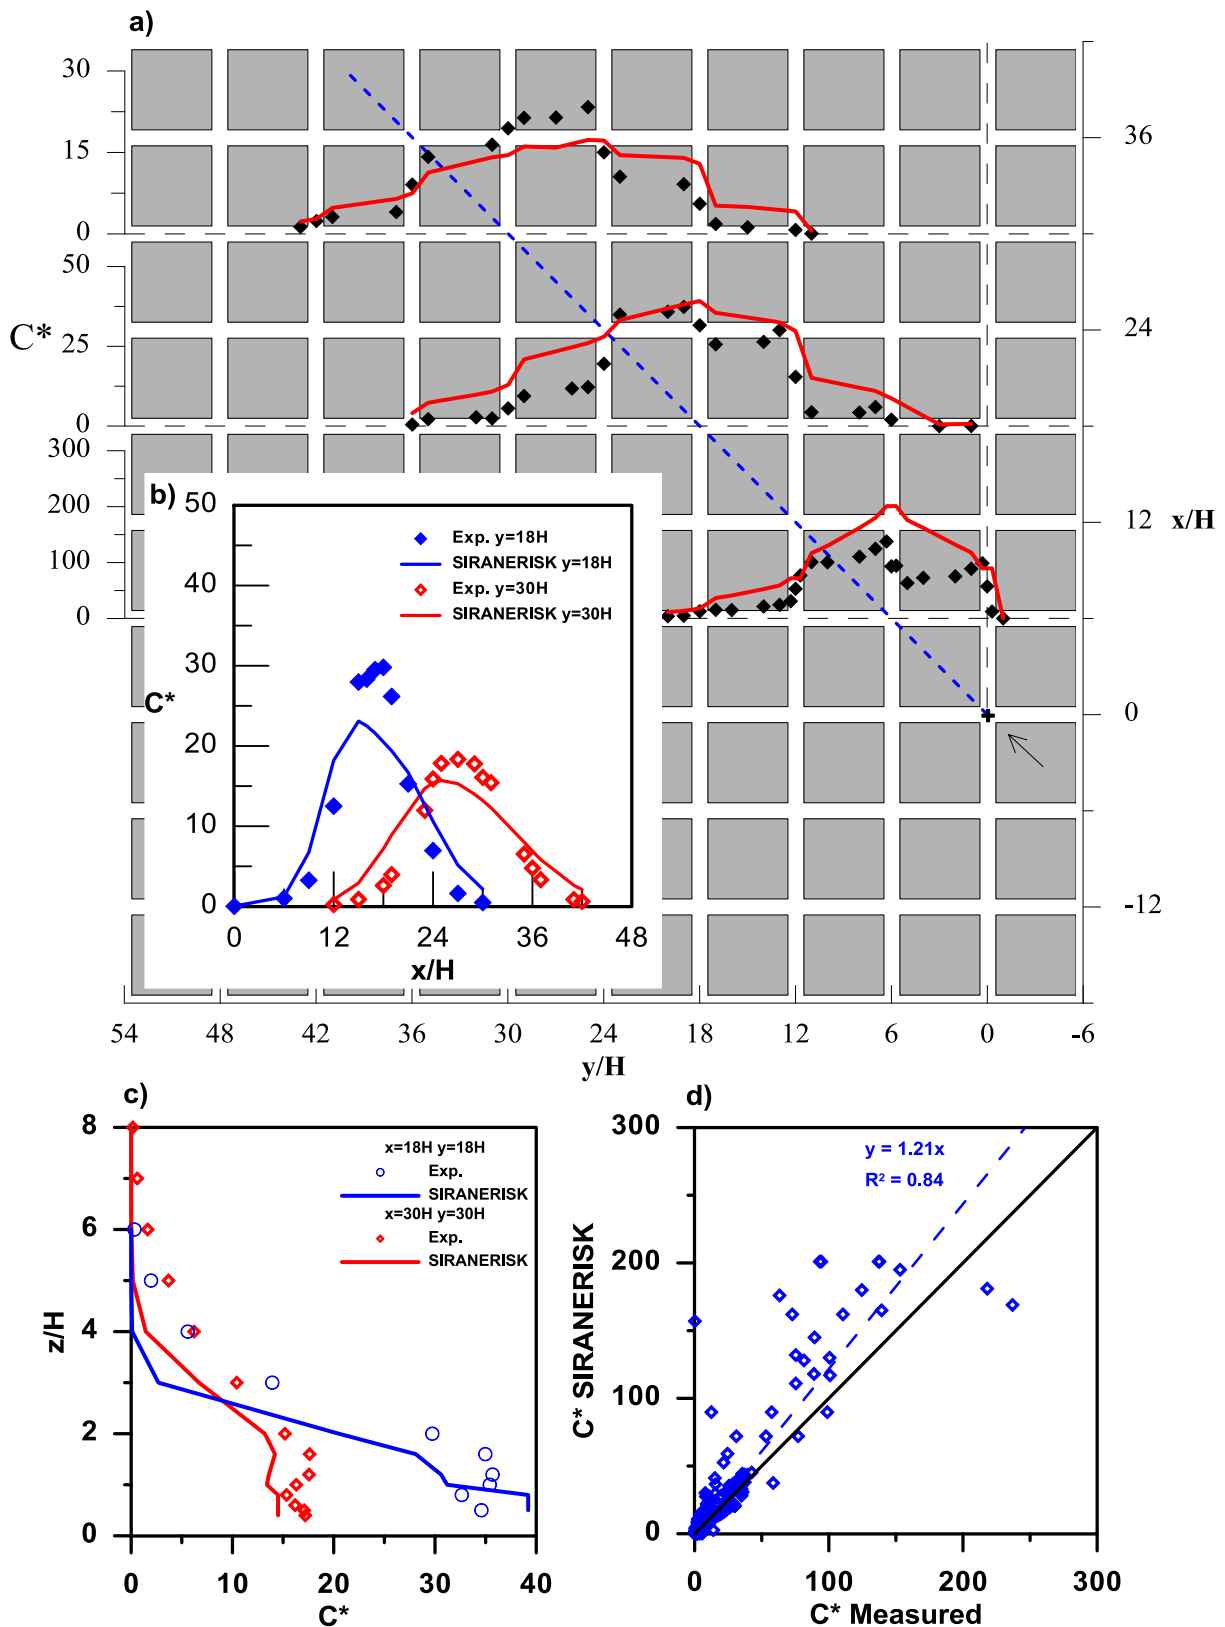 a)
30
15
0
36
50
25
0
C*
24
300
200
100
0
12
x/H
0
-12
b)
50
40
30
20
10
0
C*
Exp. y=18H
SIRANERISK y=18H
Exp. y=30H
SIRANERISK y=30H
0
12
24
36
48
x/H
54
48
42
36
30
24
18
12
6
0
-6
y/H
c)
8
6
4
2
0
z/H
x=18H y=18H
Exp.
SIRANERISK
x=30H y=30H
Exp.
SIRANERISK
0
10
20
30
40
C*
d)
300
200
100
0
C* SIRANERISK
y = 1.21x
R² = 0.84
0
100
200
300
C* Measured